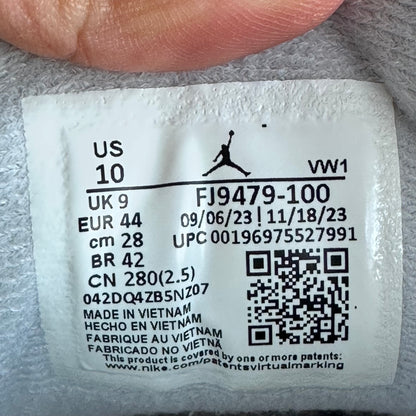 US
10
VW1
UK 9
FJ9479-100
EUR 44
09/06/23 | 11/18/23
cm 28
UPC 00196975527991
BR 42
CN 280(2.5)
042DQ4ZB5NZ07
MADE IN VIETNAM
HECHO EN VIETNAM
FABRIQUE AU VIETNAM
FABRICADO NO VIETNÃ
This product is covered by one or more patents:
www.nike.com/patentsvirtualmarking